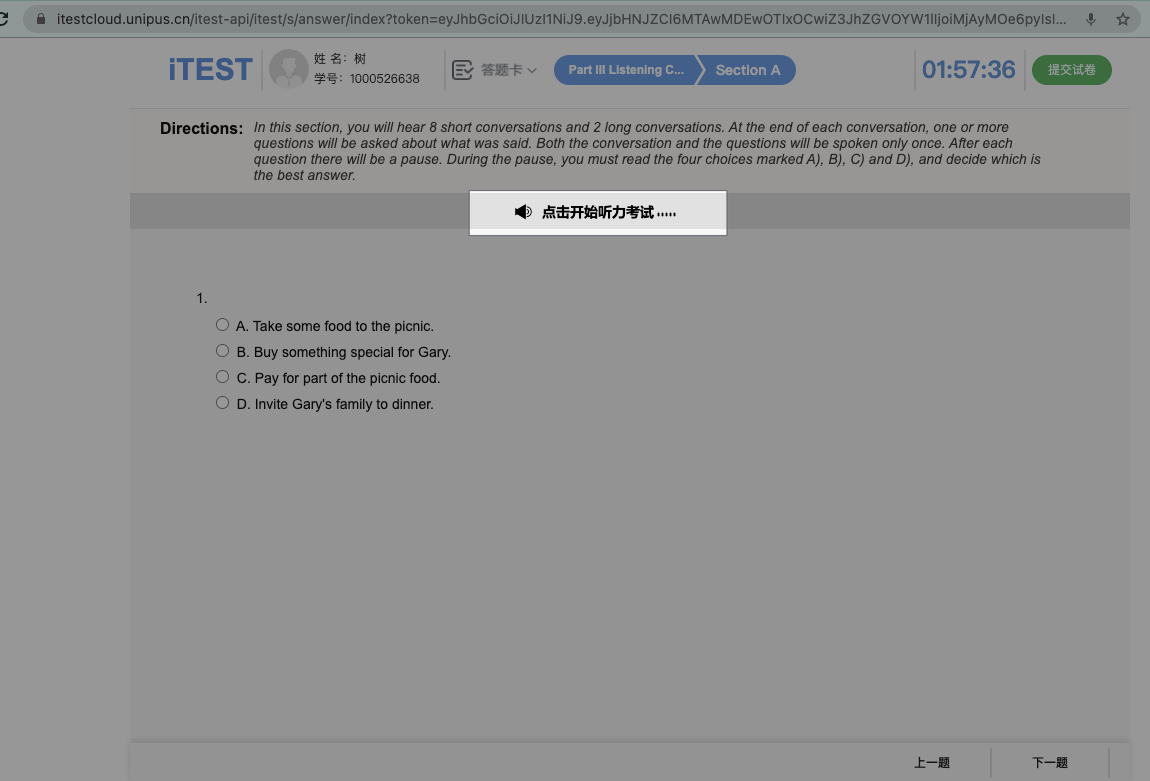 itestcloud.unipus.cn/itest-api/itest/s/answer/index?token=eyJhbGciOiJIUzI1NiJ9.eyJjbHNJZCI6MTAwMDEwOTIxOCwiZ3JhZGVOYW1lIjoiMjAyMOe6pyIsI...
iTEST
姓 名：树
学号：1000526638
答题卡
Part III Listening C...
Section A
01:57:36
提交试卷
Directions:
In this section, you will hear 8 short conversations and 2 long conversations. At the end of each conversation, one or more
questions will be asked about what was said. Both the conversation and the questions will be spoken only once. After each
question there will be a pause. During the pause, you must read the four choices marked A), B), C) and D), and decide which is
the best answer.
点击开始听力考试.....
1.
A. Take some food to the picnic.
B. Buy something special for Gary.
C. Pay for part of the picnic food.
D. Invite Gary's family to dinner.
上一题
下一题